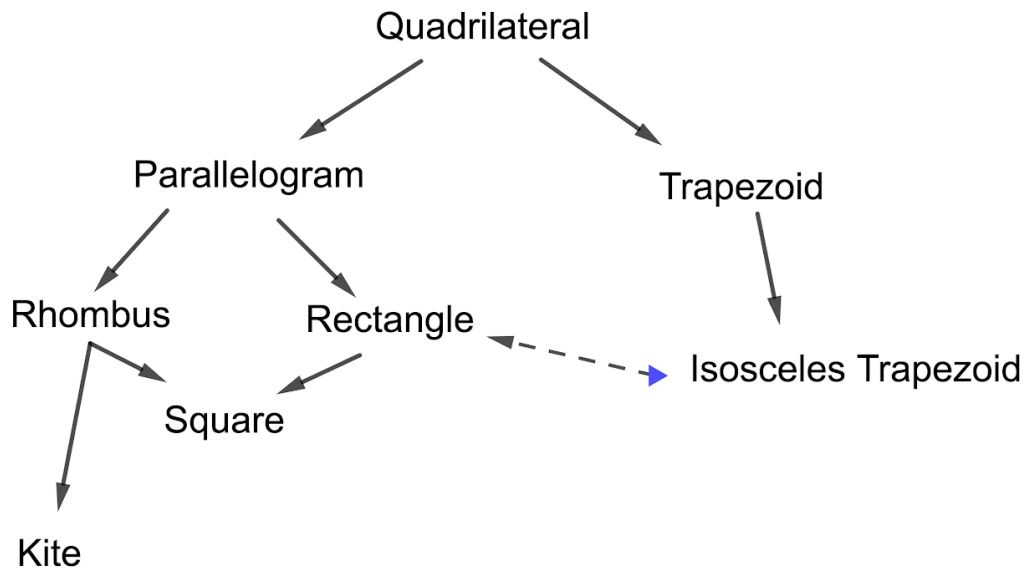 Quadrilateral
Parallelogram
Trapezoid
Rhombus
Rectangle
Isosceles Trapezoid
Square
Kite